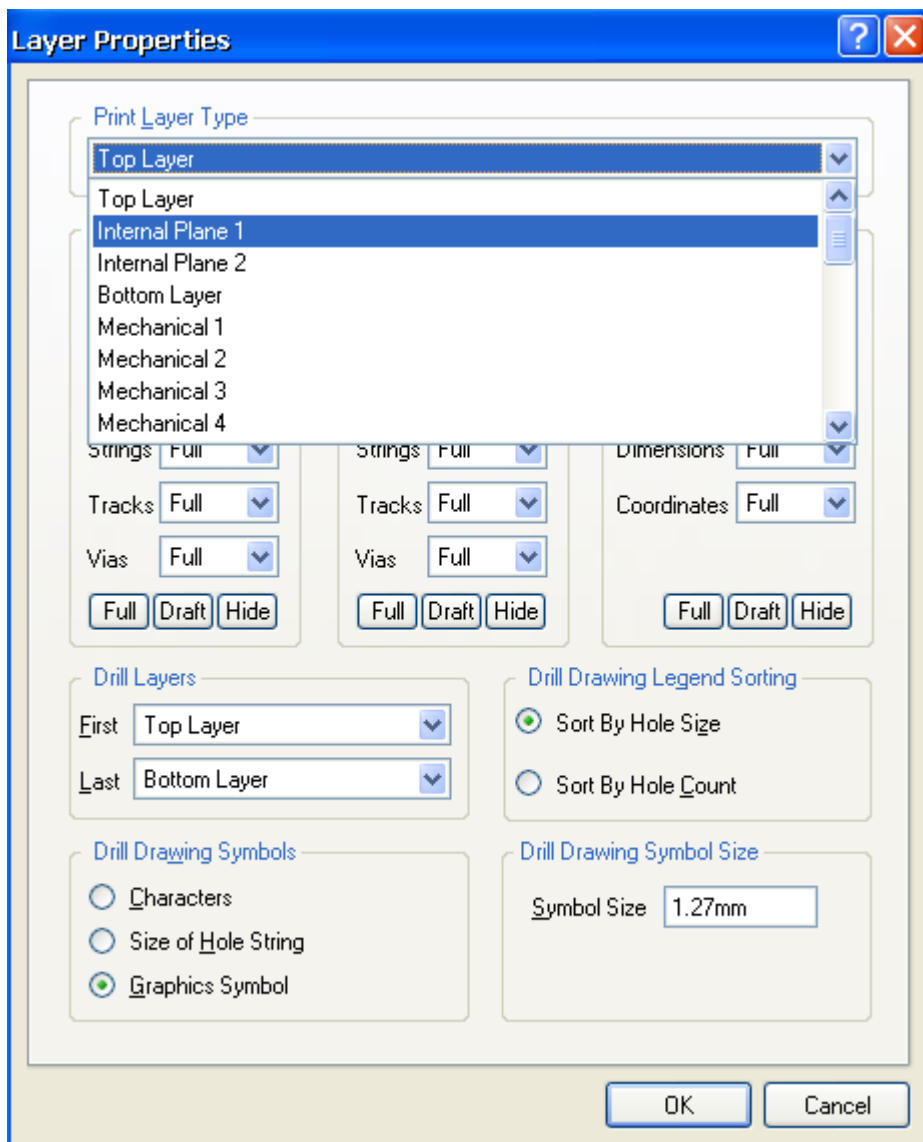 Layer Properties
Print Layer Type
Top Layer
Top Layer
Internal Plane 1
Internal Plane 2
Bottom Layer
Mechanical 1
Mechanical 2
Mechanical 3
Mechanical 4
Strings Full Strings Full Dimensions Full
Tracks Full Tracks Full Coordinates Full
Vias Full Vias Full
Full Draft Hide Full Draft Hide Full Draft Hide
Drill Layers
First Top Layer
Last Bottom Layer
Drill Drawing Legend Sorting
Sort By Hole Size
Sort By Hole Count
Drill Drawing Symbols
Characters
Size of Hole String
Graphics Symbol
Drill Drawing Symbol Size
Symbol Size 1.27mm
OK Cancel